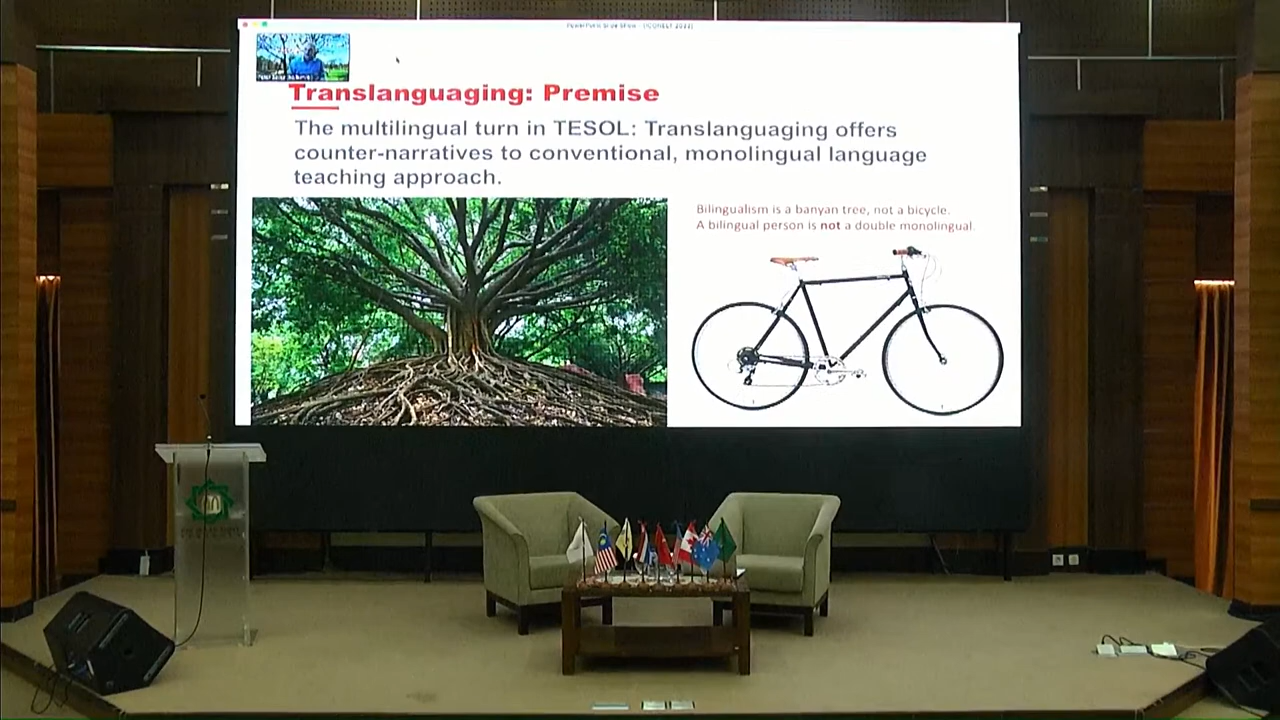 Translanguaging: Premise
The multilingual turn in TESOL: Translanguaging offers
counter-narratives to conventional, monolingual language
teaching approach.
Bilingualism is a banyan tree, not a bicycle.
A bilingual person is not a double monolingual.